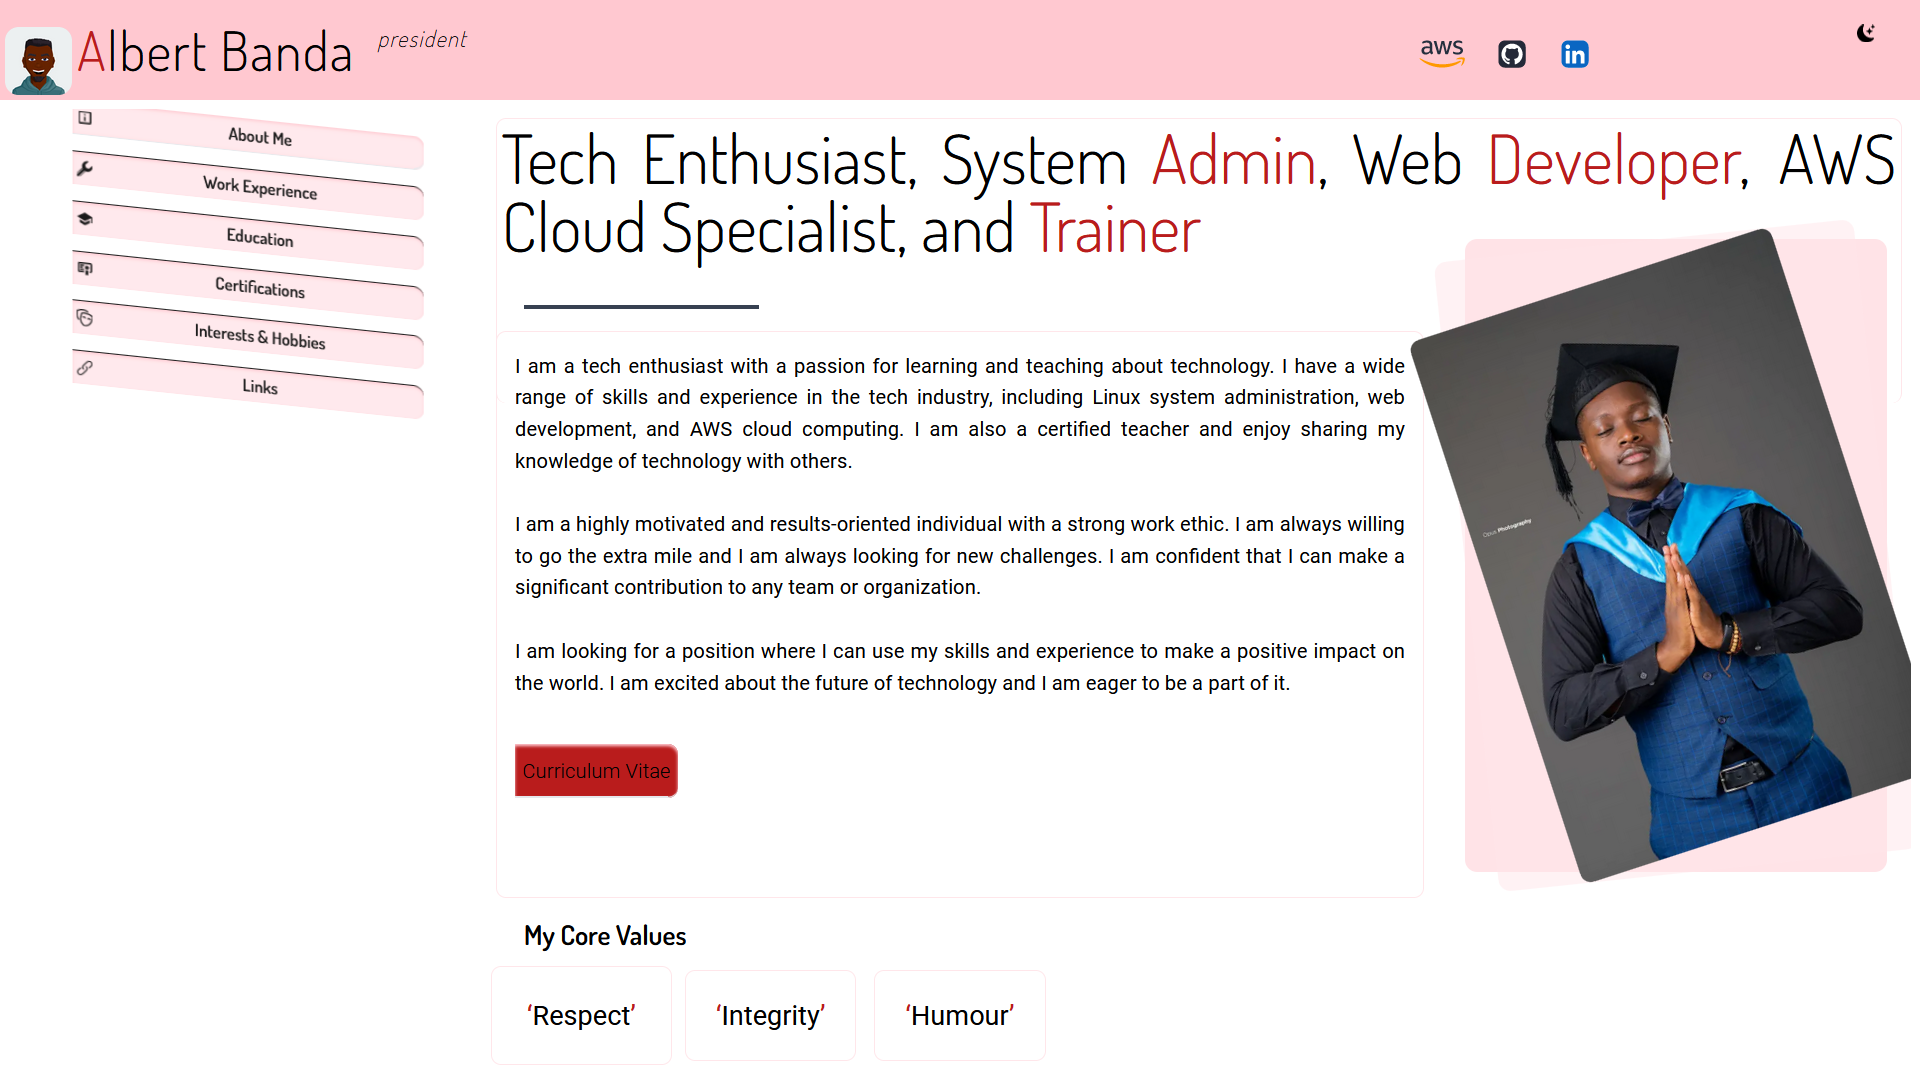 Albert Banda
president
aws
in
About Me
Work Experience
Education
Certifications
Interests & Hobbies
Links
Tech Enthusiast, System Admin, Web Developer, AWS
Cloud Specialist, and Trainer
I am a tech enthusiast with a passion for learning and teaching about technology. I have a wide
range of skills and experience in the tech industry, including Linux system administration, web
development, and AWS cloud computing. I am also a certified teacher and enjoy sharing my
knowledge of technology with others.
I am a highly motivated and results-oriented individual with a strong work ethic. I am always willing
to go the extra mile and I am always looking for new challenges. I am confident that I can make a
significant contribution to any team or organization.
I am looking for a position where I can use my skills and experience to make a positive impact on
the world. I am excited about the future of technology and I am eager to be a part of it.
Curriculum Vitae
Opus Photography
My Core Values
‘Respect’
‘Integrity’
‘Humour’